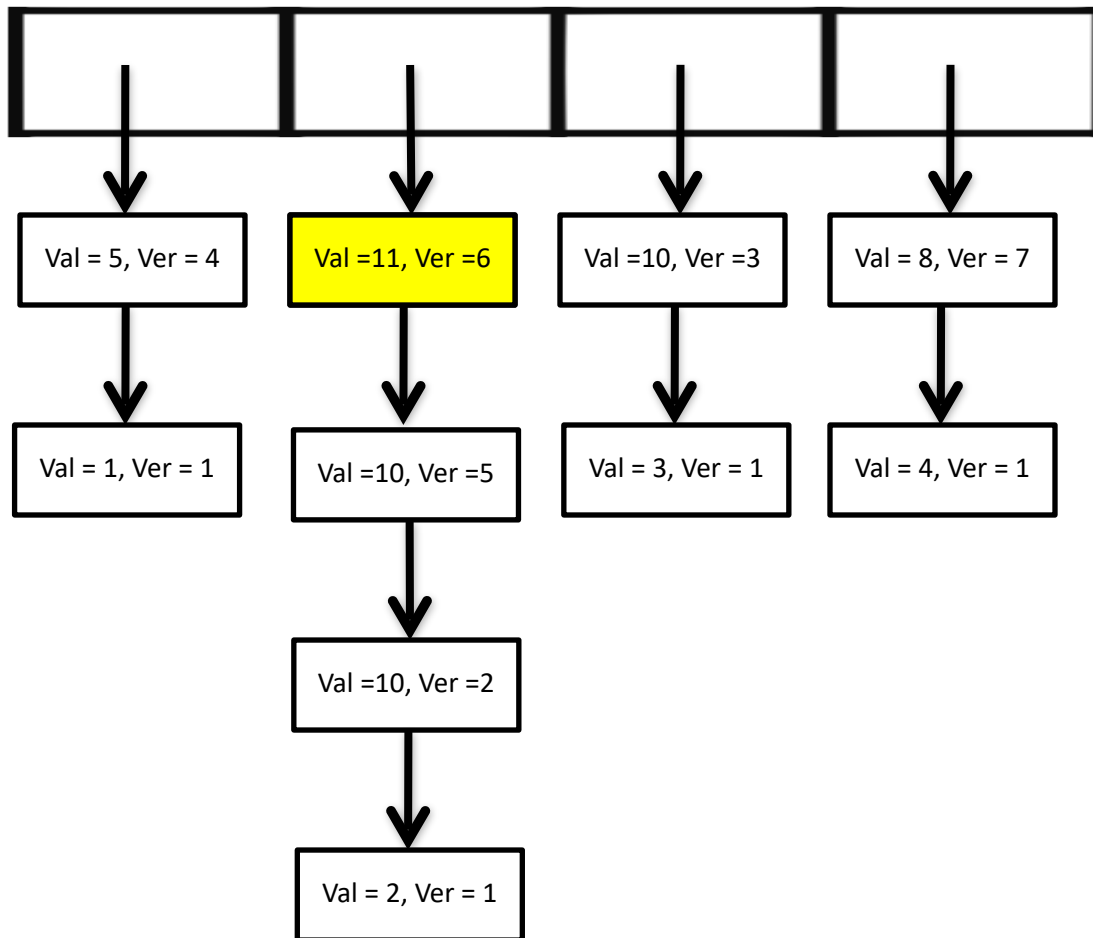 Val = 5, Ver = 4
Val =11, Ver =6
Val =10, Ver =3
Val = 8, Ver = 7
Val = 1, Ver = 1
Val =10, Ver =5
Val = 3, Ver = 1
Val = 4, Ver = 1
Val =10, Ver =2
Val = 2, Ver = 1